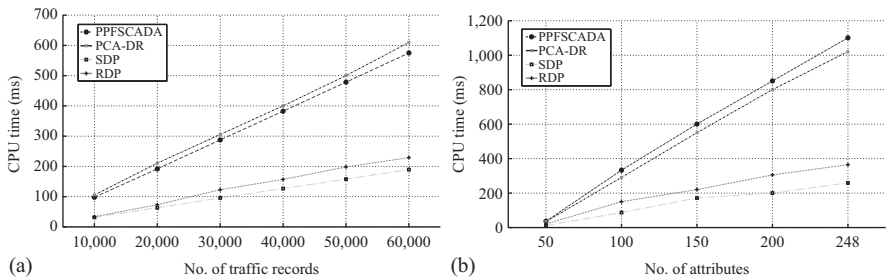 700
600
500
400
300
200
100
0
CPU time (ms)
PPFSCADA
PCA-DR
SDP
RDP
10,000 20,000 30,000 40,000 50,000 60,000
No. of traffic records
(a)
1,200
1,000
800
600
400
200
0
CPU time (ms)
PPFSCADA
PCA-DR
SDP
RDP
50 100 150 200 248
No. of attributes
(b)